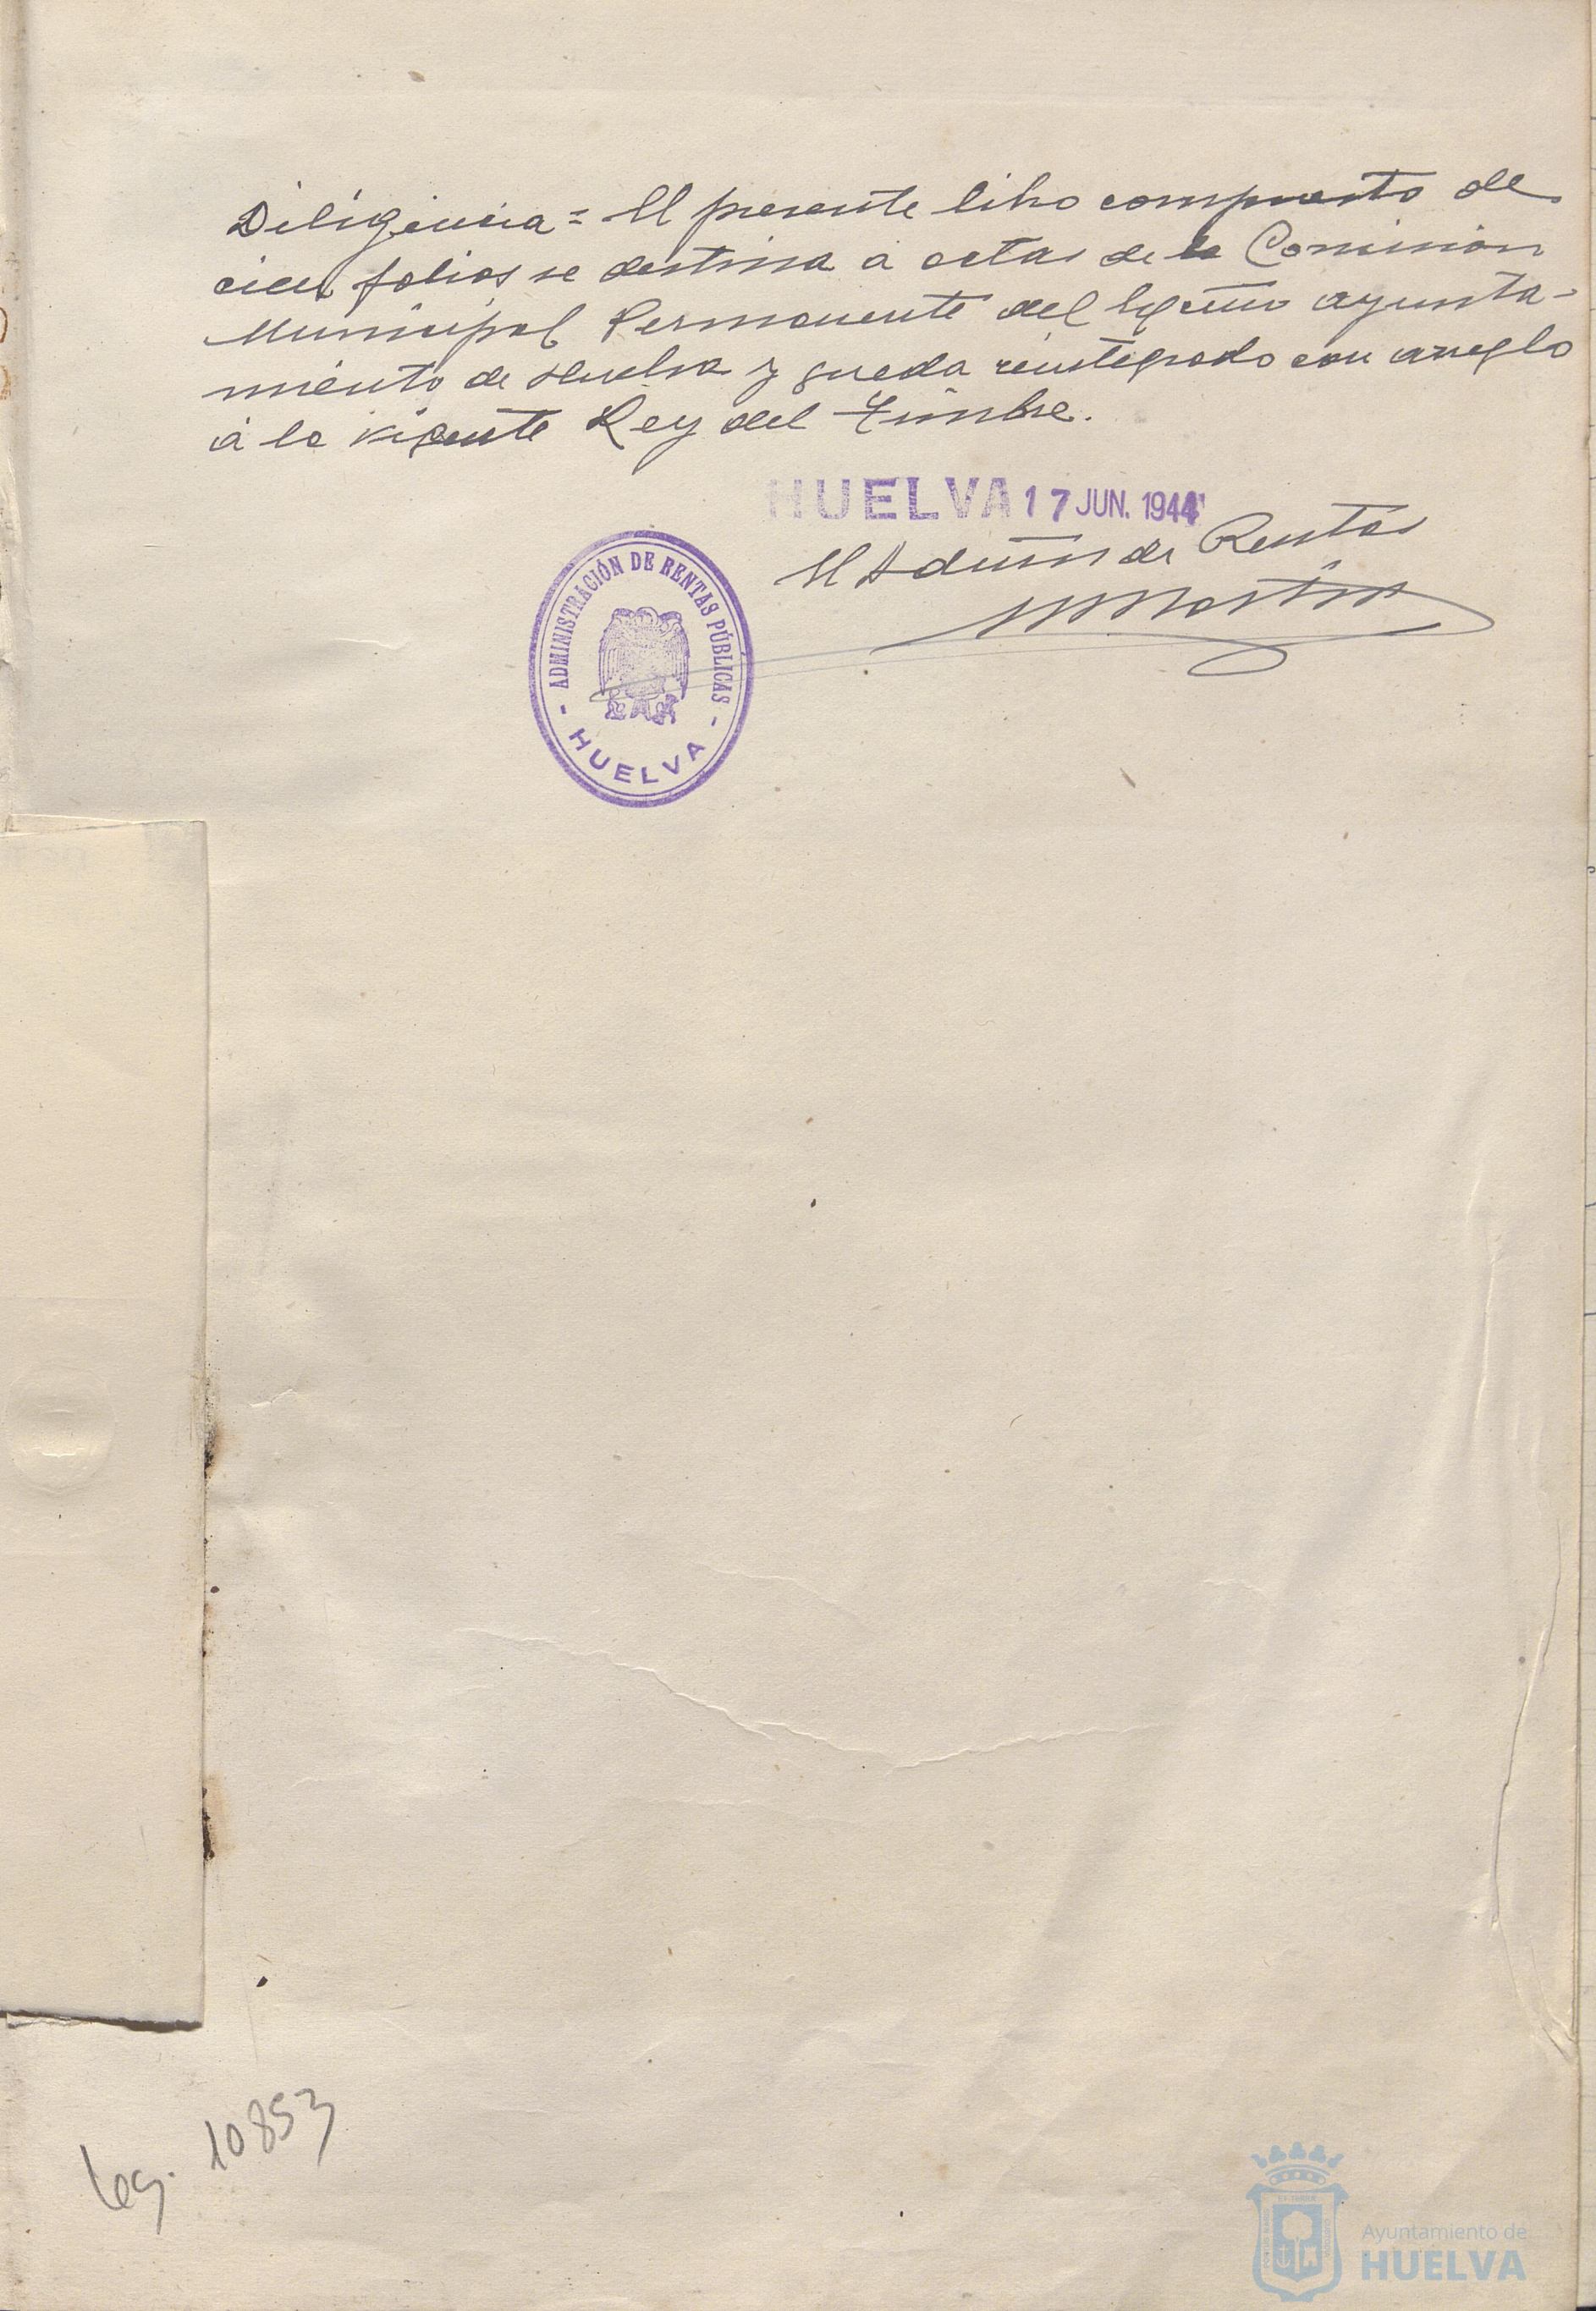 Diligencia = El presente libro compuesto de
cien folios se destina a actas de la Comisión
Municipal Permanente del Excmo ayunta-
miento de Huelva y queda reintegrado con arreglo
á la vigente Ley del Timbre.
HUELVA 17 JUN. 1944
El Admon de Rentas
ADMINISTRACIÓN DE RENTAS PÚBLICAS
- HUELVA -
Leg. 10853
Ayuntamiento de
HUELVA